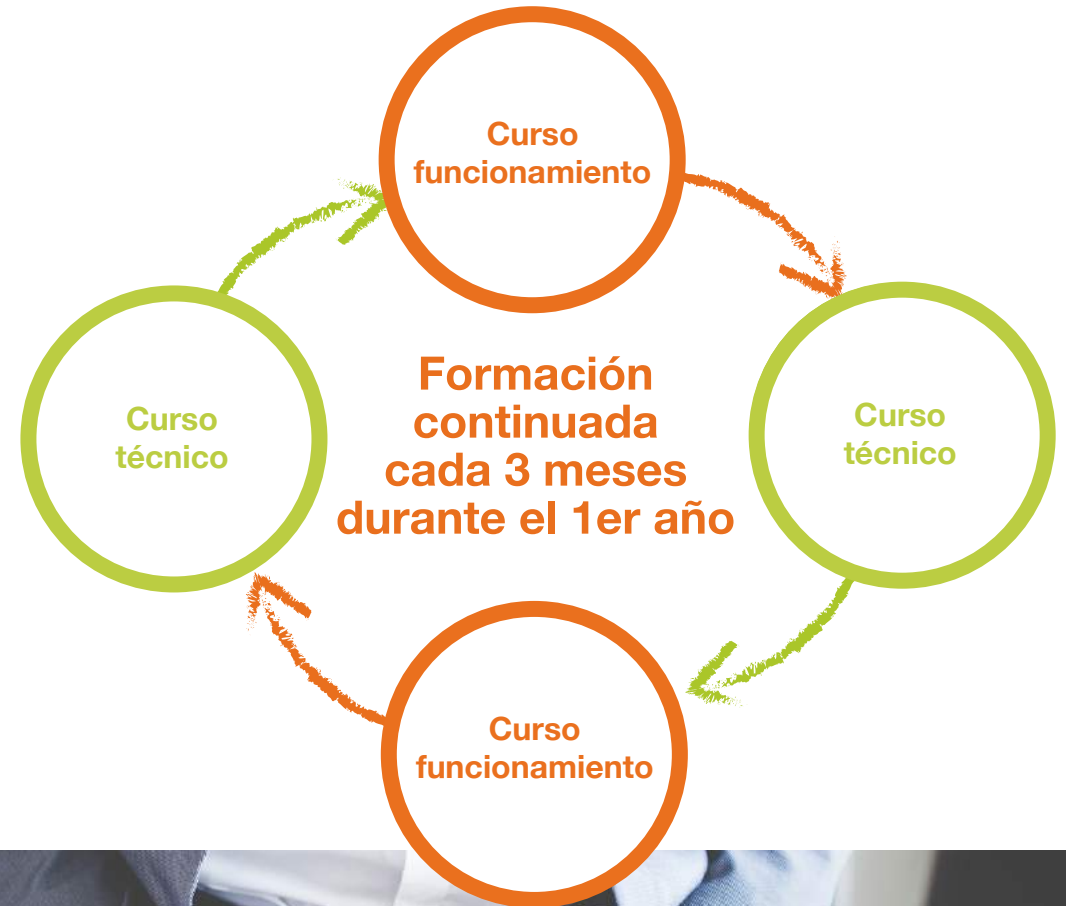 Curso
funcionamiento
Formación
continuada
cada 3 meses
durante el 1er año
Curso
técnico
Curso
técnico
Curso
funcionamiento